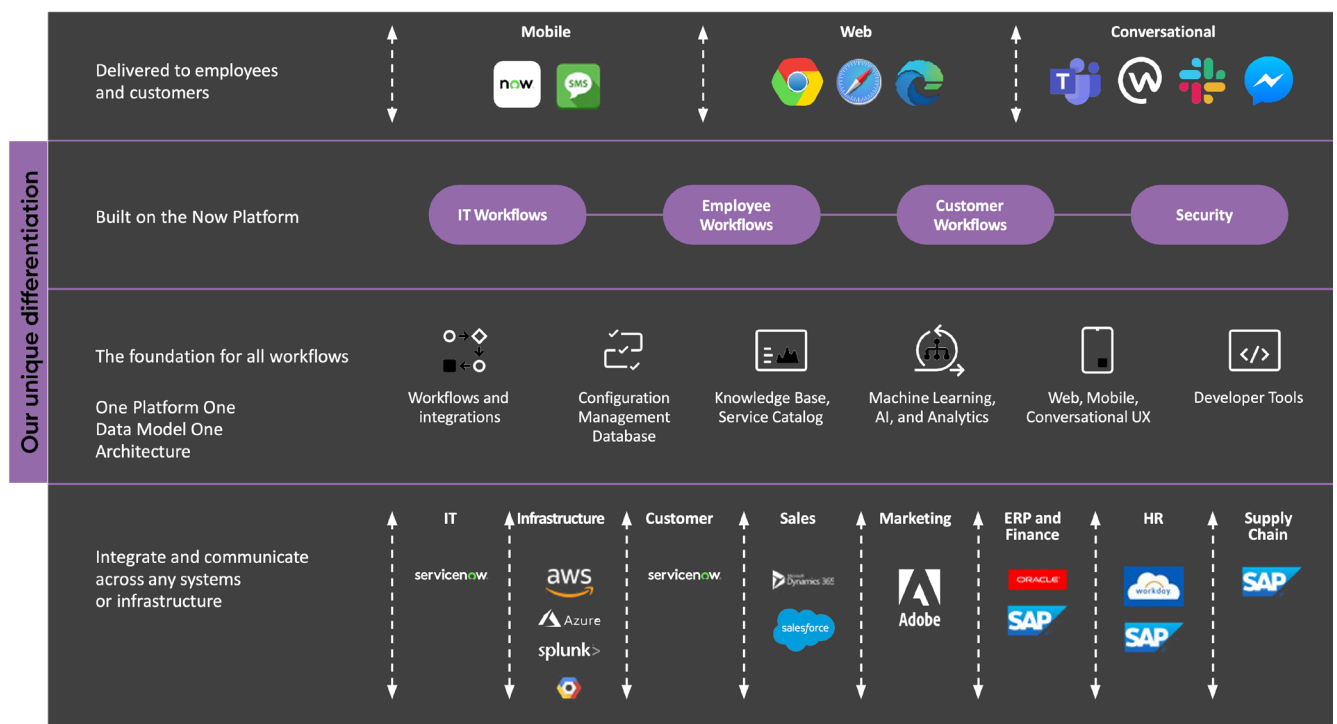 Mobile
Web
Conversational
Delivered to employees
and customers
now
SMS
T
Our unique differentiation
Built on the Now Platform
IT Workflows
Employee
Workflows
Customer
Workflows
Security
The foundation for all workflows
One Platform One
Data Model One
Architecture
Workflows and
integrations
Configuration
Management
Database
Knowledge Base,
Service Catalog
Machine Learning,
AI, and Analytics
Web, Mobile,
Conversational UX
</>
Developer Tools
Integrate and communicate
across any systems
or infrastructure
IT
servicenow.
Infrastructure
aws
Azure
splunk>
Customer
servicenow.
Sales
Microsoft
Dynamics 365
salesforce
Marketing
Adobe
ERP and
Finance
ORACLE
SAP
HR
workday.
SAP
Supply
Chain
SAP